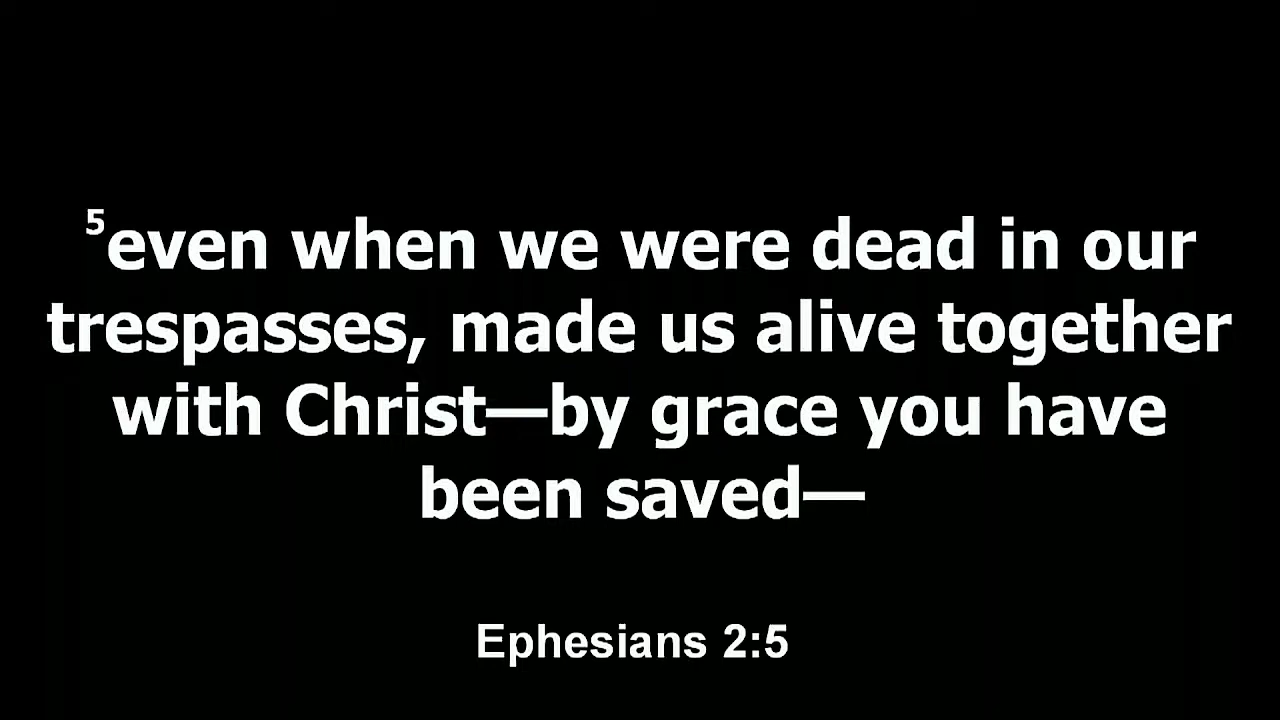 ⁵even when we were dead in our
trespasses, made us alive together
with Christ—by grace you have
been saved—
Ephesians 2:5